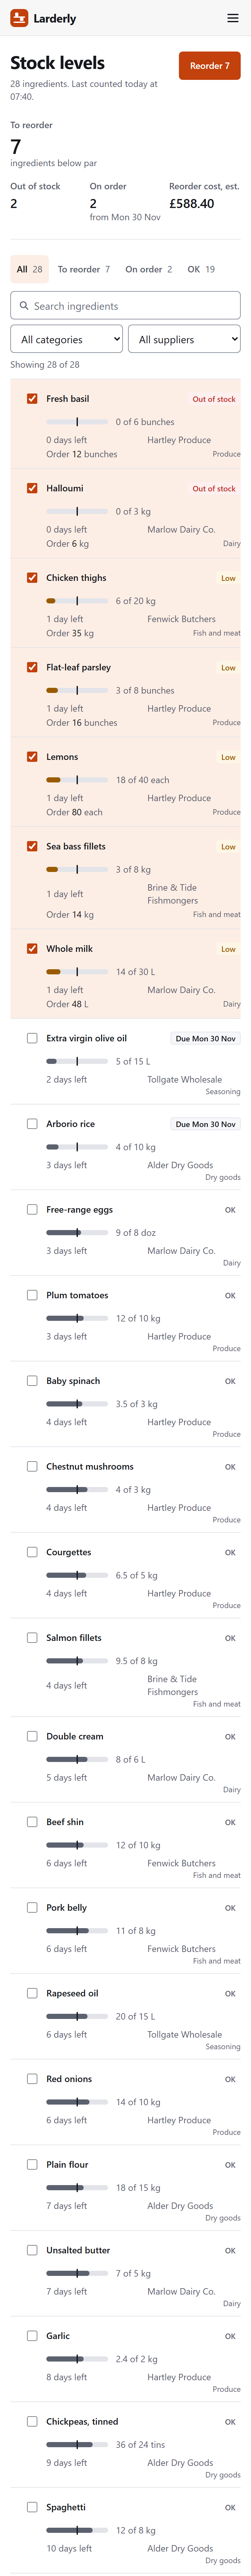 Larderly
Stock levels
28 ingredients. Last counted today at
07:40.
Reorder 7
To reorder
7
ingredients below par
Out of stock
2
On order
2
from Mon 30 Nov
Reorder cost, est.
£588.40
All 28 To reorder 7 On order 2 OK 19
Search ingredients
All categories All suppliers
Showing 28 of 28
Fresh basil Out of stock
0 of 6 bunches
0 days left Hartley Produce
Order 12 bunches Produce
Halloumi Out of stock
0 of 3 kg
0 days left Marlow Dairy Co.
Order 6 kg Dairy
Chicken thighs Low
6 of 20 kg
1 day left Fenwick Butchers
Order 35 kg Fish and meat
Flat-leaf parsley Low
3 of 8 bunches
1 day left Hartley Produce
Order 16 bunches Produce
Lemons Low
18 of 40 each
1 day left Hartley Produce
Order 80 each Produce
Sea bass fillets Low
3 of 8 kg
1 day left Brine & Tide
Fishmongers
Order 14 kg Fish and meat
Whole milk Low
14 of 30 L
1 day left Marlow Dairy Co.
Order 48 L Dairy
Extra virgin olive oil Due Mon 30 Nov
5 of 15 L
2 days left Tollgate Wholesale
Seasoning
Arborio rice Due Mon 30 Nov
4 of 10 kg
3 days left Alder Dry Goods
Dry goods
Free-range eggs OK
9 of 8 doz
3 days left Marlow Dairy Co.
Dairy
Plum tomatoes OK
12 of 10 kg
3 days left Hartley Produce
Produce
Baby spinach OK
3.5 of 3 kg
4 days left Hartley Produce
Produce
Chestnut mushrooms OK
4 of 3 kg
4 days left Hartley Produce
Produce
Courgettes OK
6.5 of 5 kg
4 days left Hartley Produce
Produce
Salmon fillets OK
9.5 of 8 kg
4 days left Brine & Tide
Fishmongers
Fish and meat
Double cream OK
8 of 6 L
5 days left Marlow Dairy Co.
Dairy
Beef shin OK
12 of 10 kg
6 days left Fenwick Butchers
Fish and meat
Pork belly OK
11 of 8 kg
6 days left Fenwick Butchers
Fish and meat
Rapeseed oil OK
20 of 15 L
6 days left Tollgate Wholesale
Seasoning
Red onions OK
14 of 10 kg
6 days left Hartley Produce
Produce
Plain flour OK
18 of 15 kg
7 days left Alder Dry Goods
Dry goods
Unsalted butter OK
7 of 5 kg
7 days left Marlow Dairy Co.
Dairy
Garlic OK
2.4 of 2 kg
8 days left Hartley Produce
Produce
Chickpeas, tinned OK
36 of 24 tins
9 days left Alder Dry Goods
Dry goods
Spaghetti OK
12 of 8 kg
10 days left Alder Dry Goods
Dry goods